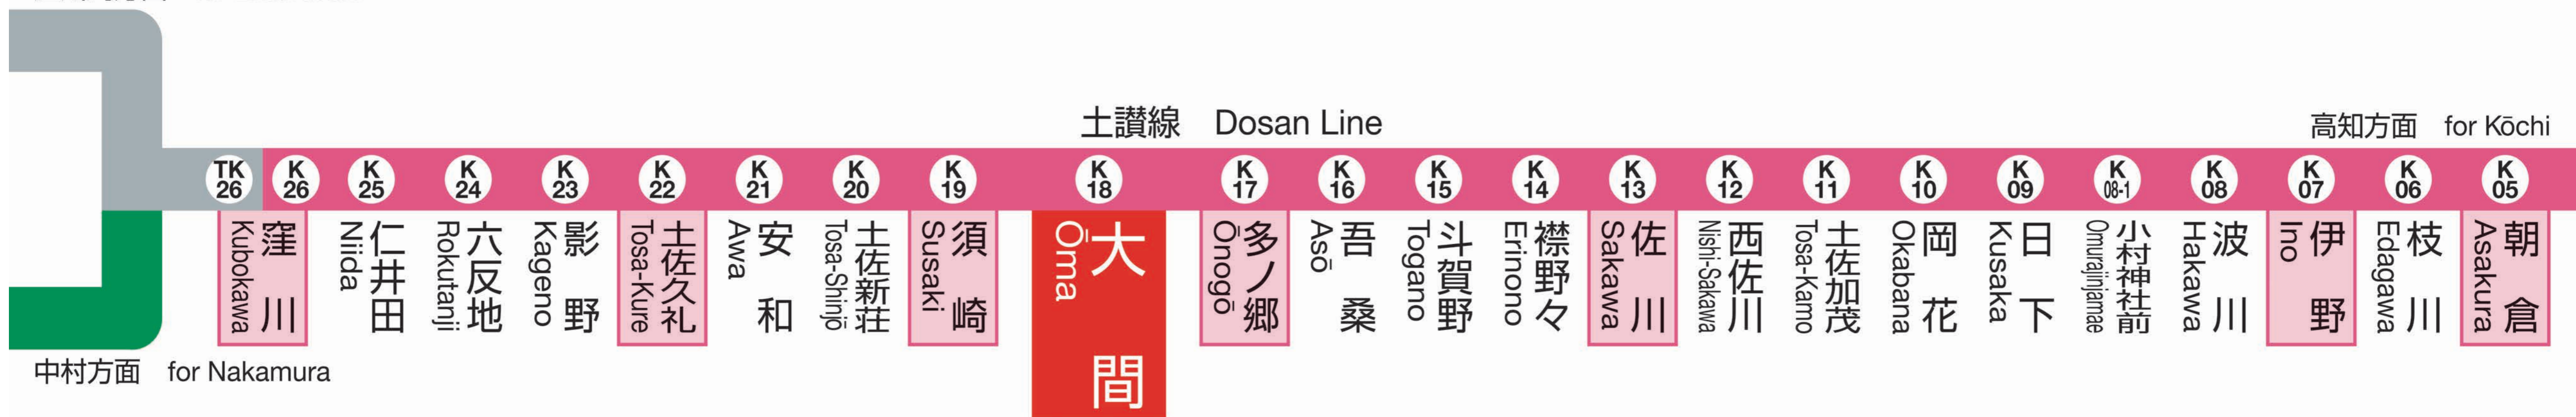 土讃線 Dosan Line
高知方面 for Kōchi
TK 26
K 26
窪川
Kubokawa
K 25
仁井田
Niida
K 24
六反地
Rokutanji
K 23
影野
Kageno
K 22
土佐久礼
Tosa-Kure
K 21
安和
Awa
K 20
土佐新荘
Tosa-Shinjō
K 19
須崎
Susaki
K 18
大間
Ōma
K 17
多ノ郷
Ōnogō
K 16
吾桑
Asō
K 15
斗賀野
Togano
K 14
襟野々
Erinono
K 13
佐川
Sakawa
K 12
西佐川
Nishi-Sakawa
K 11
土佐加茂
Tosa-Kamo
K 10
岡花
Okabana
K 09
日下
Kusaka
K 08-1
小村神社前
Omurajinjamae
K 08
波川
Hakawa
K 07
伊野
Ino
K 06
枝川
Edagawa
K 05
朝倉
Asakura
中村方面 for Nakamura